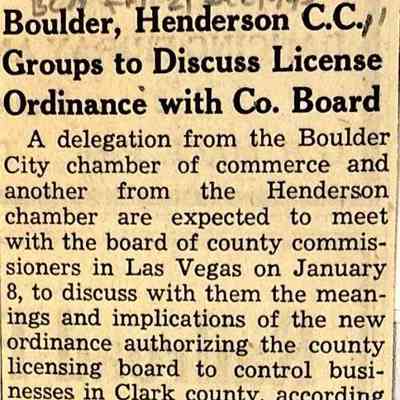 Boulder, Henderson C.C.,
Groups to Discuss License
Ordinance with Co. Board
A delegation from the Boulder
City chamber of commerce and
another from the Henderson
chamber are expected to meet
with the board of county commis-
sioners in Las Vegas on January
8, to discuss with them the mean-
ings and implications of the new
ordinance authorizing the county
licensing board to control busi-
nesses in Clark county, according